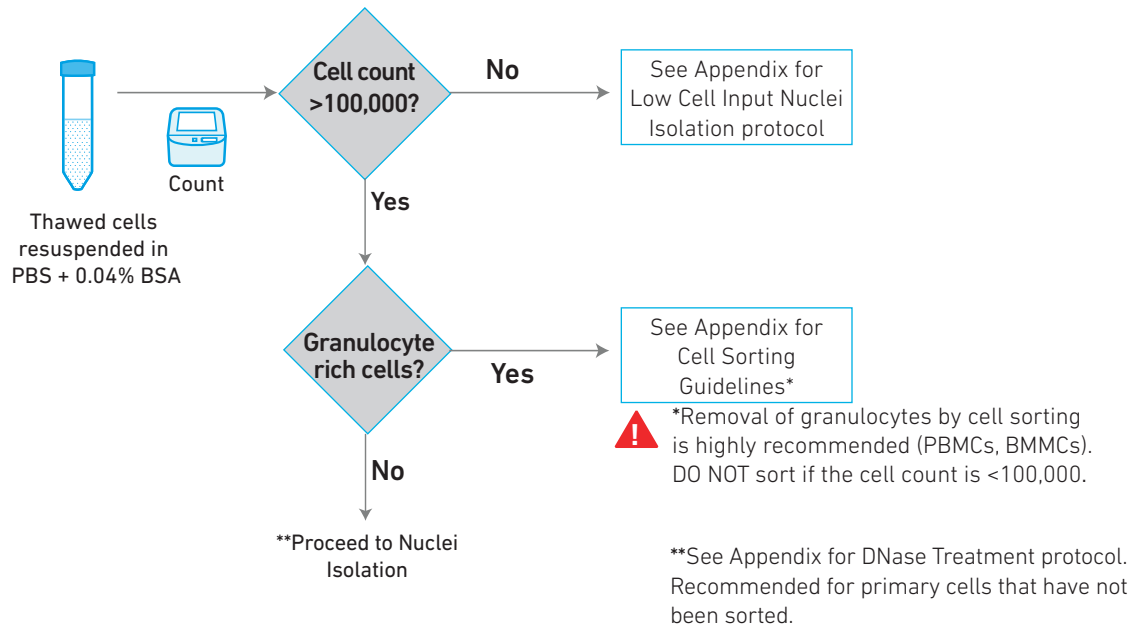 Cell count
>100,000?
No
See Appendix for
Low Cell Input Nuclei
Isolation protocol
Count
Thawed cells
resuspended in
PBS + 0.04% BSA
Yes
Granulocyte
rich cells?
Yes
See Appendix for
Cell Sorting
Guidelines*
!
*Removal of granulocytes by cell sorting
is highly recommended (PBMCs, BMMCs).
DO NOT sort if the cell count is <100,000.
No
**Proceed to Nuclei
Isolation
**See Appendix for DNase Treatment protocol.
Recommended for primary cells that have not
been sorted.